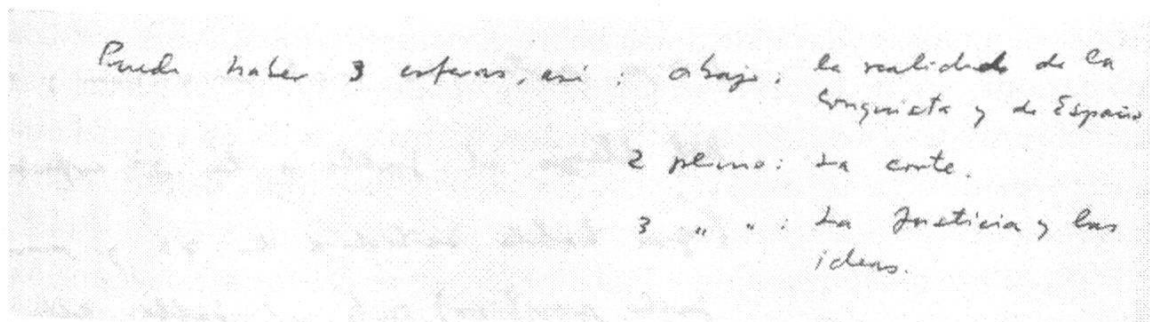 Puede haber 3 esferas, así : abajo : la realidad de la
Conquista y de España
2 plano : La corte.
3 " " : La Justicia y las
ideas.